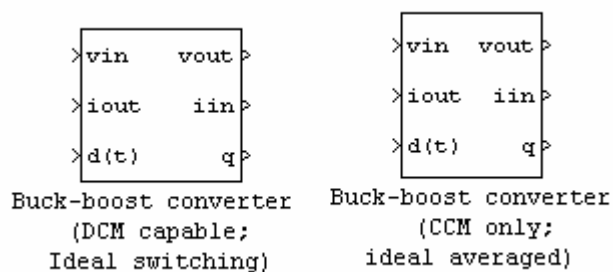 vin vout
iout iin
d(t) q
Buck-boost converter
(DCM capable;
Ideal switching)
vin vout
iout iin
d(t) q
Buck-boost converter
(CCM only;
ideal averaged)